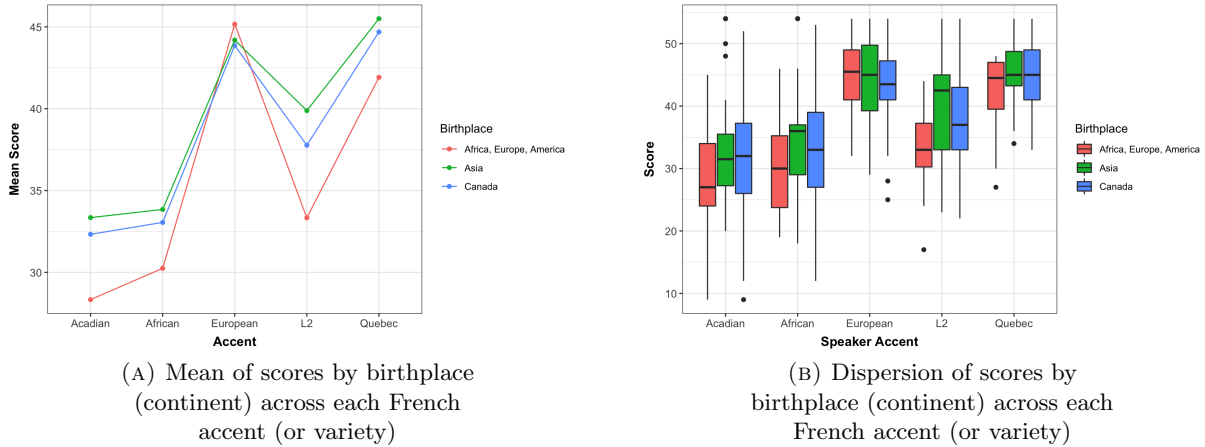 45
40
35
30
Mean Score
Acadian
African
European
L2
Quebec
Accent
Birthplace
Africa, Europe, America
Asia
Canada
(A) Mean of scores by birthplace
(continent) across each French
accent (or variety)
50
40
30
20
10
Score
Acadian
African
European
L2
Quebec
Speaker Accent
Birthplace
Africa, Europe, America
Asia
Canada
(B) Dispersion of scores by
birthplace (continent) across each
French accent (or variety)